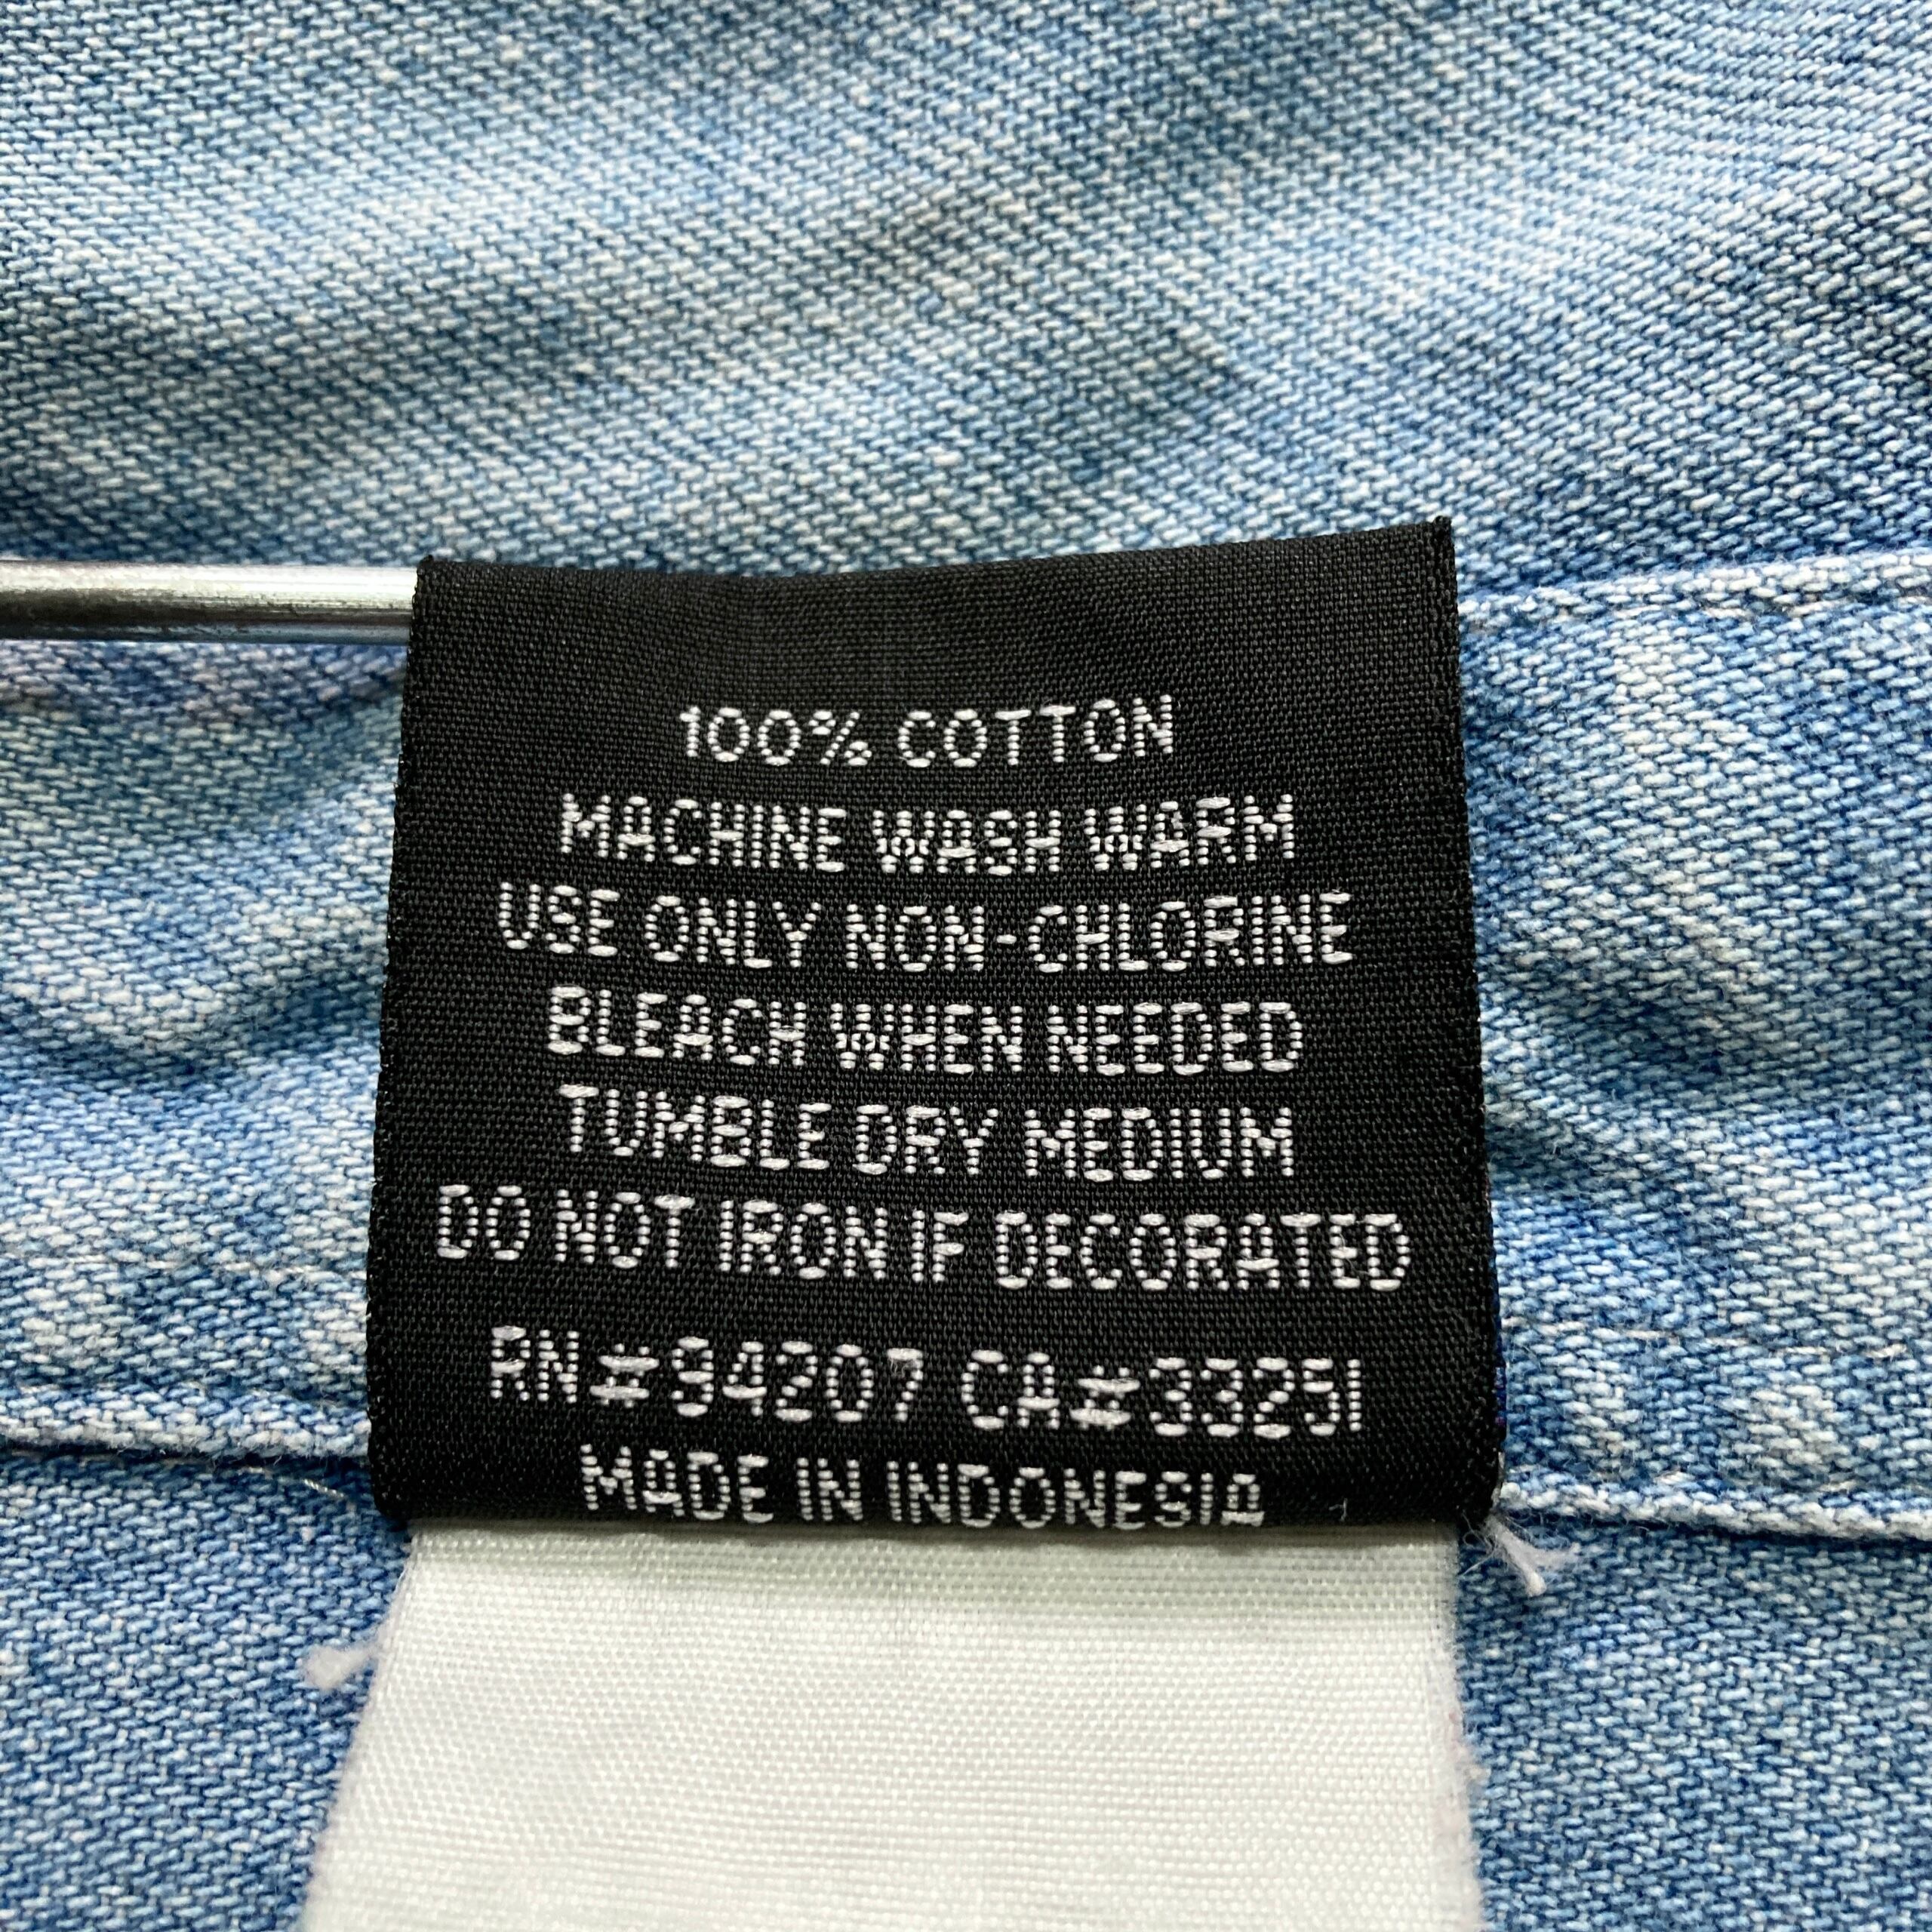 100% COTTON
MACHINE WASH WARM
USE ONLY NON-CHLORINE
BLEACH WHEN NEEDED
TUMBLE DRY MEDIUM
DO NOT IRON IF DECORATED
RN#94207 CA#33251
MADE IN INDONESIA